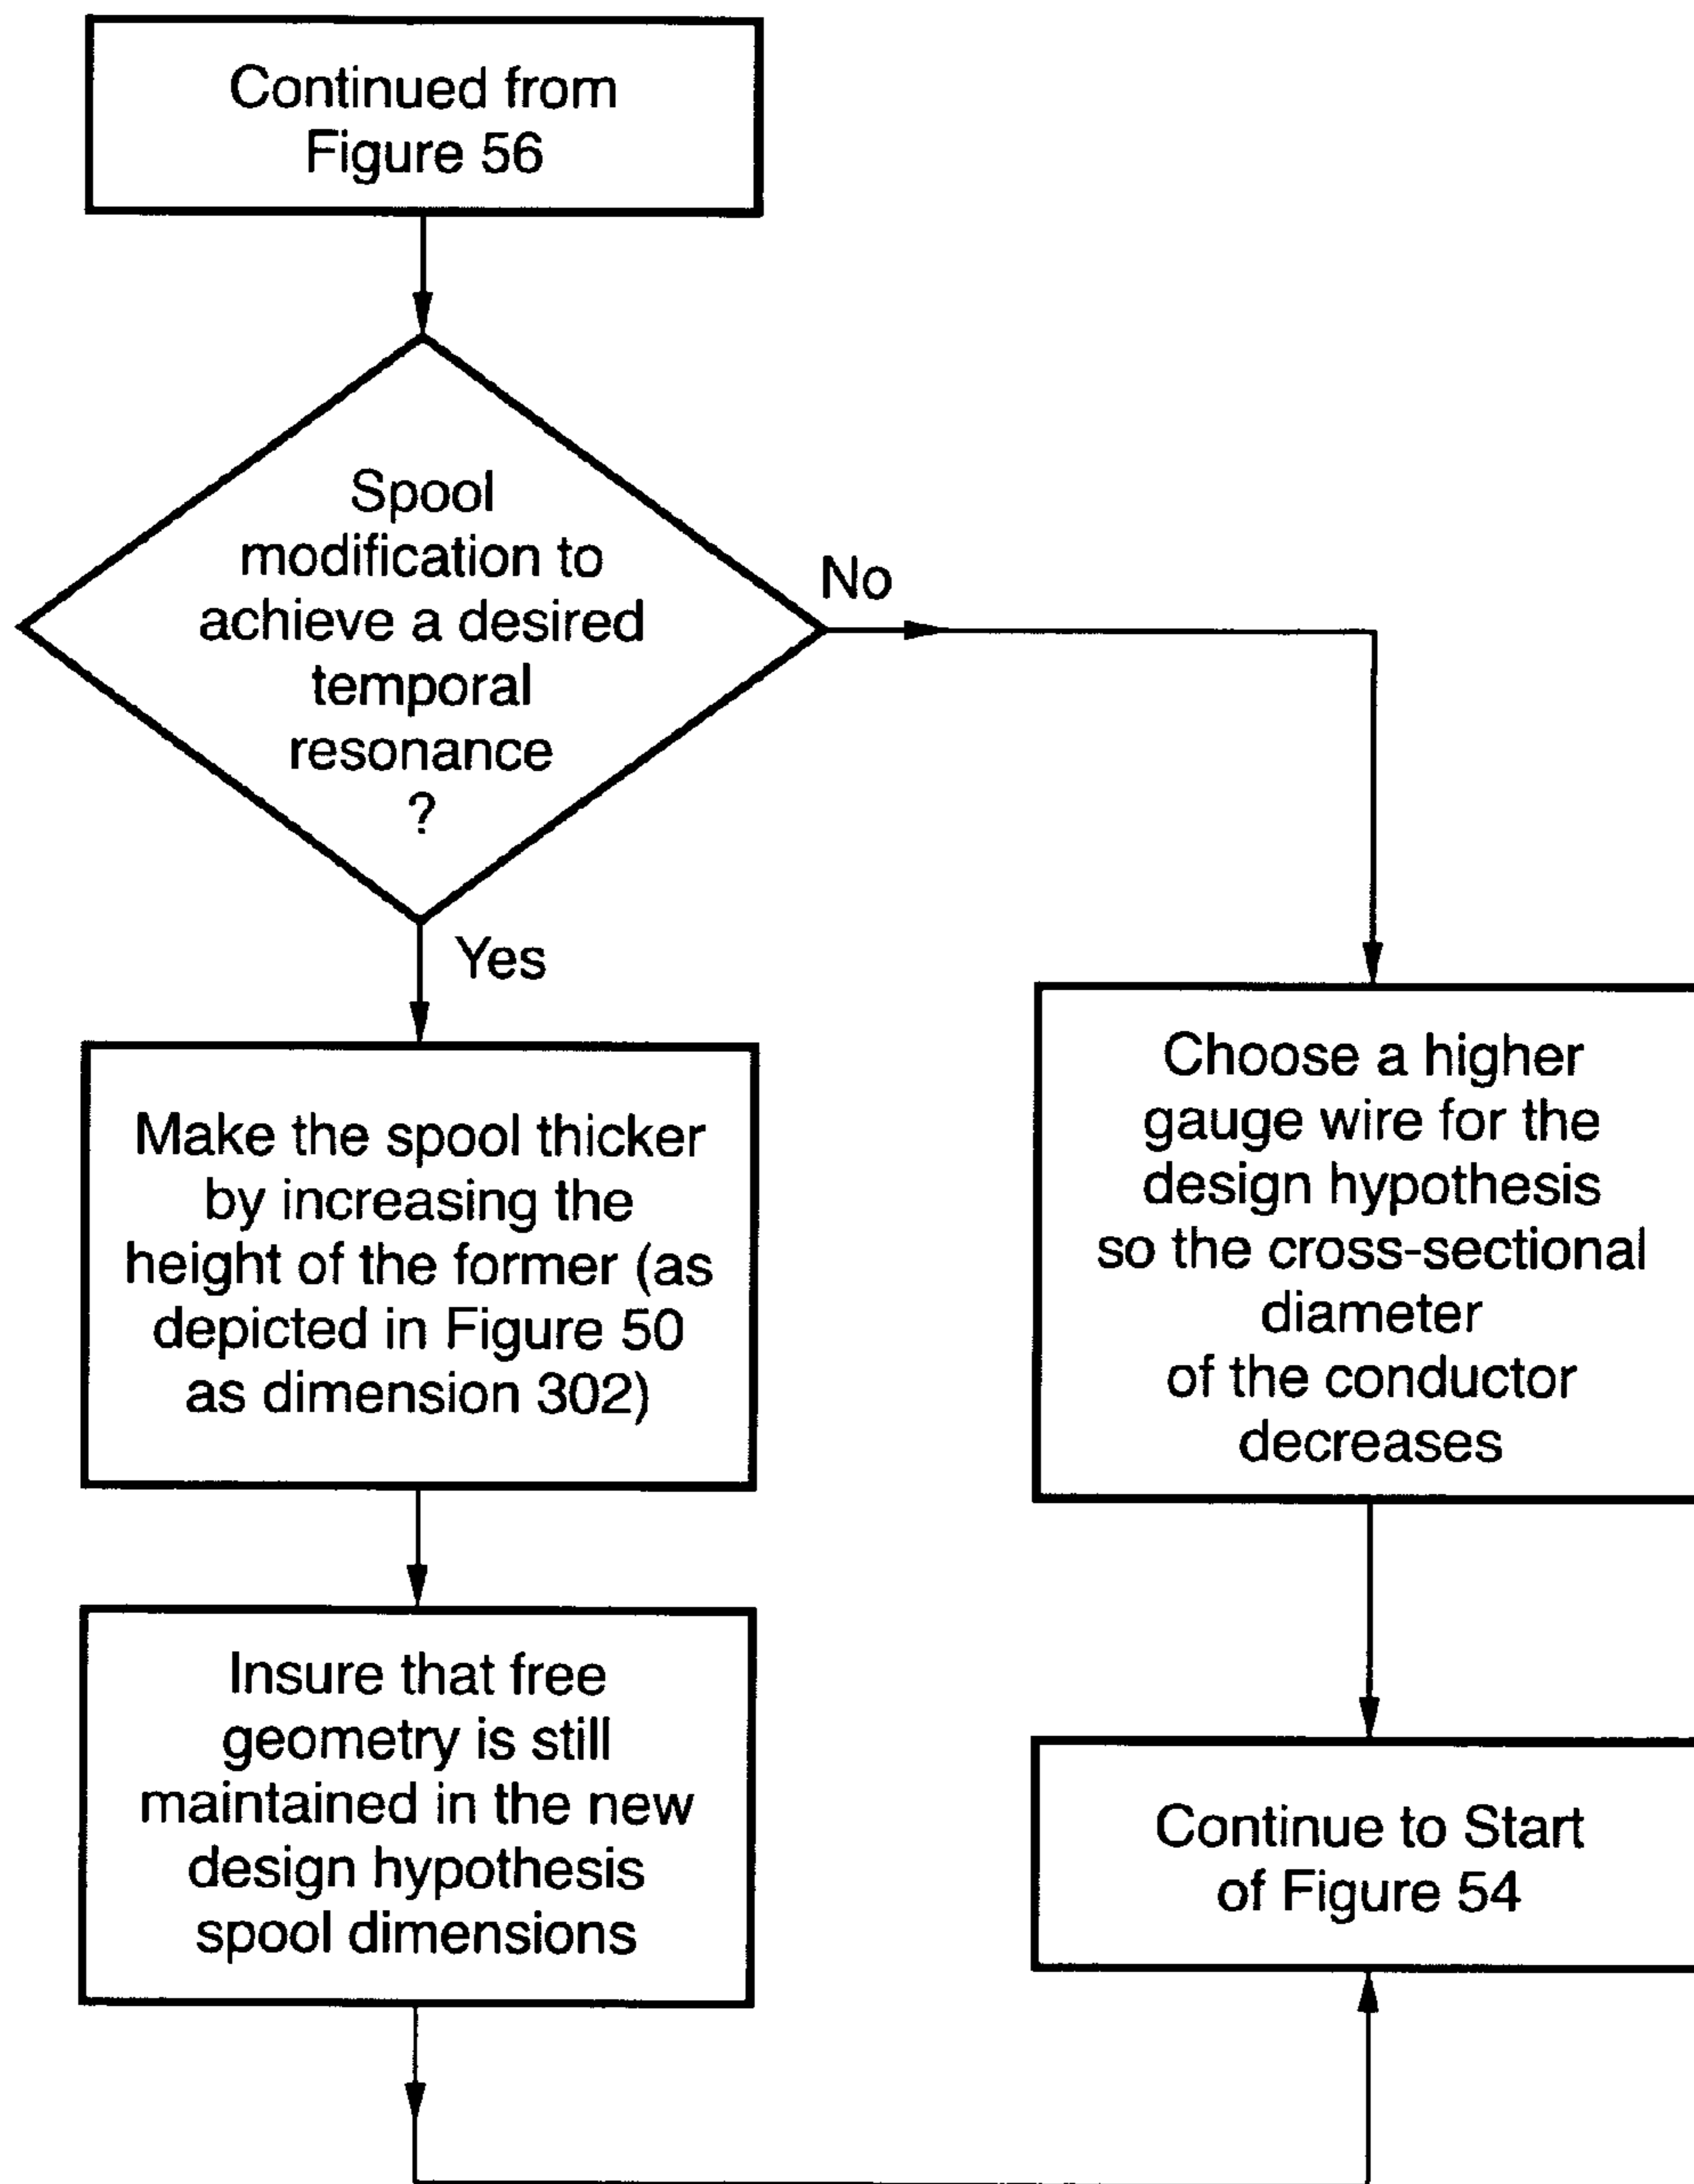 Continued from
Figure 56
Spool
modification to
achieve a desired
temporal
resonance
?
No
Yes
Make the spool thicker
by increasing the
height of the former (as
depicted in Figure 50
as dimension 302)
Insure that free
geometry is still
maintained in the new
design hypothesis
spool dimensions
Choose a higher
gauge wire for the
design hypothesis
so the cross-sectional
diameter
of the conductor
decreases
Continue to Start
of Figure 54